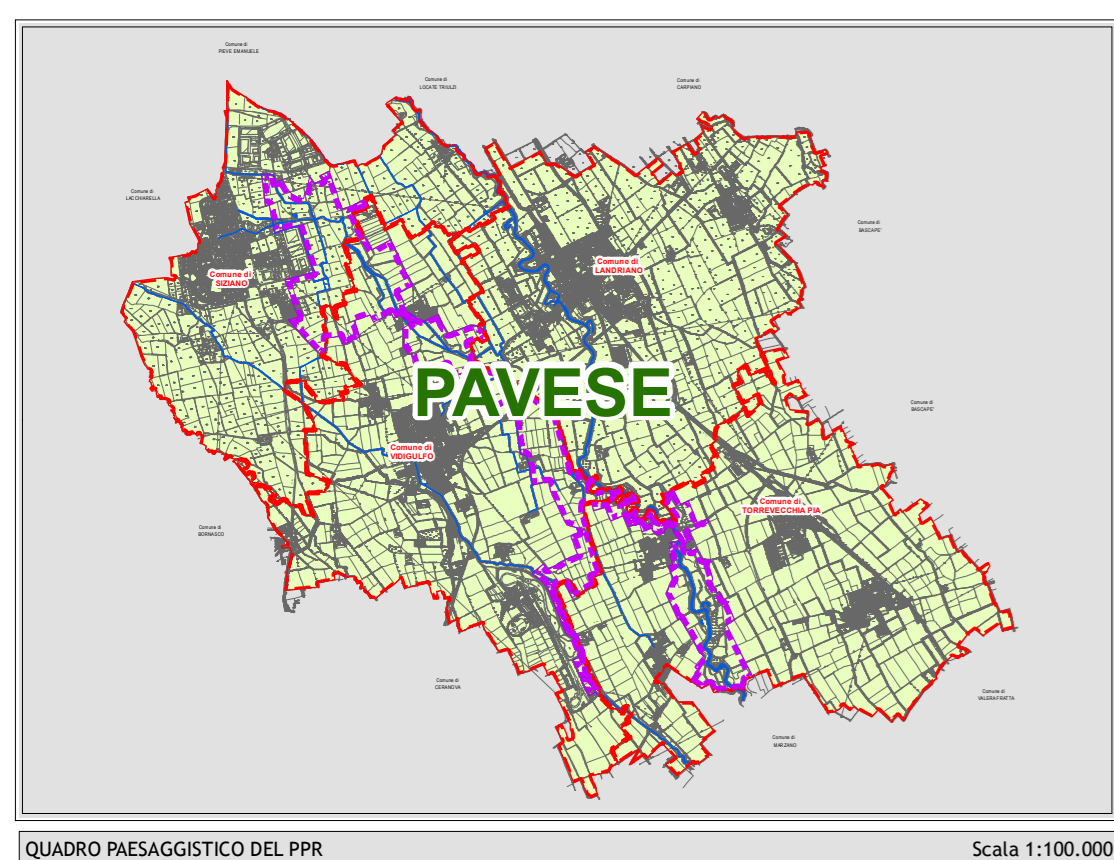 Comune di
PIEVE EMANUELE
Comune di
LOCATE TRIULZI
Comune di
CARPIANO
Comune di
LACCHIARELLA
Comune di
BASCAPE'
Comune di
SIZIANO
Comune di
LANDRIANO
PAVESE
Comune di
BASCAPE'
Comune di
VIDIGULFO
Comune di
TORREVECCHIA PIA
Comune di
BORNASCO
Comune di
CERANOVA
Comune di
VALERA FRATTA
Comune di
MARZANO
QUADRO PAESAGGISTICO DEL PPR
Scala 1:100.000